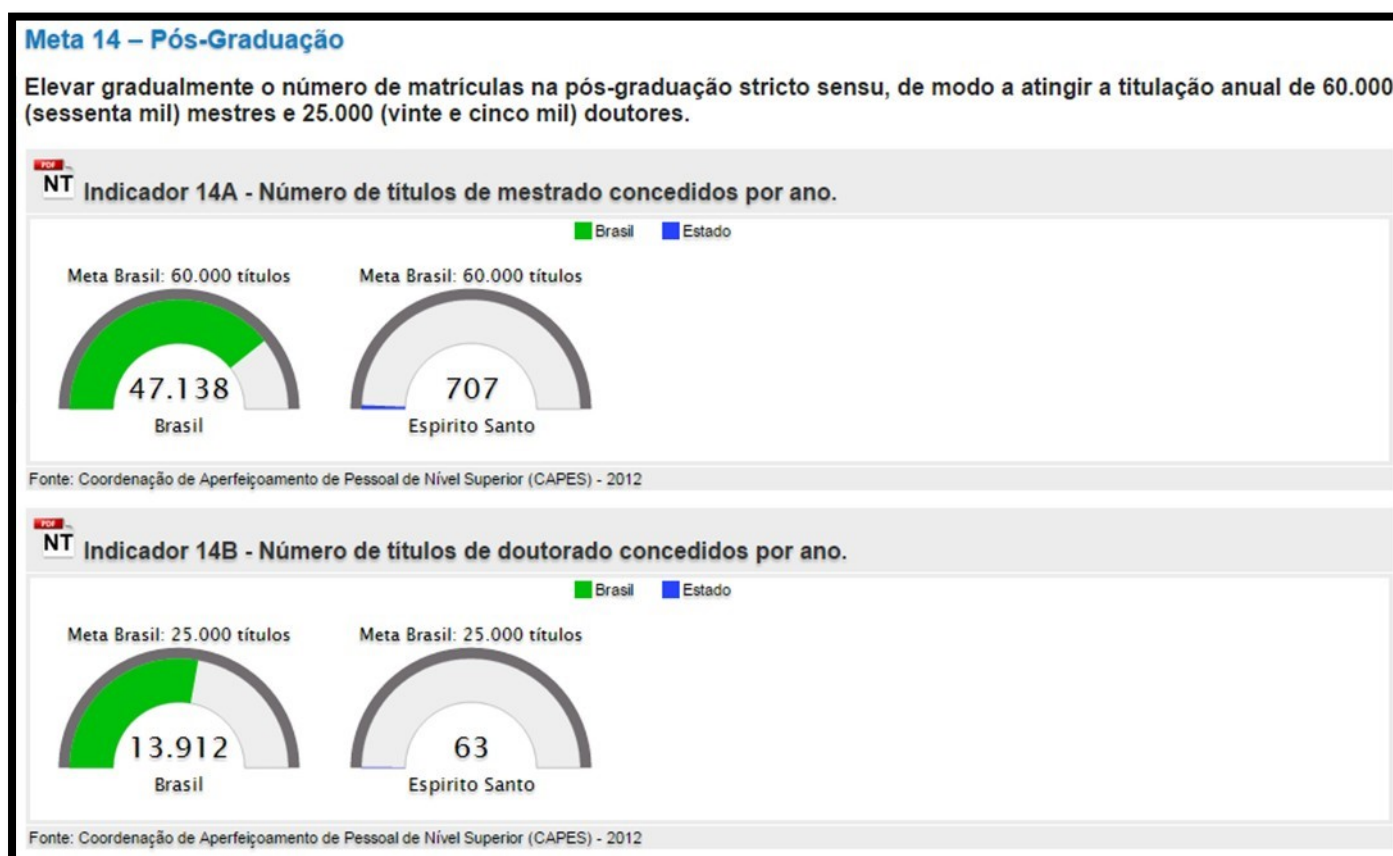 Meta 14 – Pós-Graduação
Elevar gradualmente o número de matrículas na pós-graduação stricto sensu, de modo a atingir a titulação anual de 60.000
(sessenta mil) mestres e 25.000 (vinte e cinco mil) doutores.
PDF
NT Indicador 14A - Número de títulos de mestrado concedidos por ano.
Brasil Estado
Meta Brasil: 60.000 títulos Meta Brasil: 60.000 títulos
47.138 707
Brasil Espirito Santo
Fonte: Coordenação de Aperfeiçoamento de Pessoal de Nível Superior (CAPES) - 2012
PDF
NT Indicador 14B - Número de títulos de doutorado concedidos por ano.
Brasil Estado
Meta Brasil: 25.000 títulos Meta Brasil: 25.000 títulos
13.912 63
Brasil Espirito Santo
Fonte: Coordenação de Aperfeiçoamento de Pessoal de Nível Superior (CAPES) - 2012